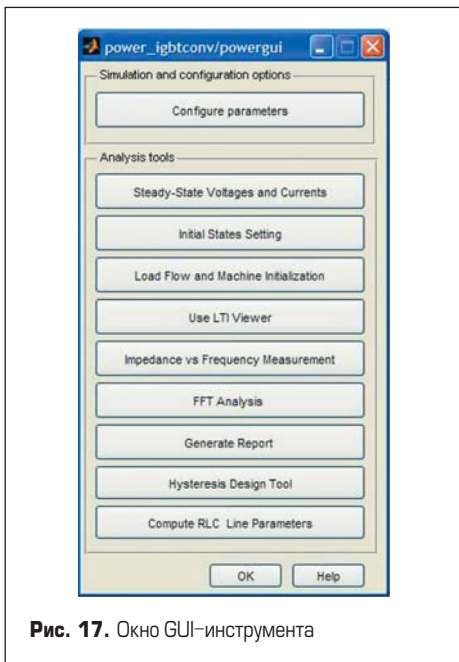 power_igbtconv/powergui
Simulation and configuration options
Configure parameters
Analysis tools
Steady-State Voltages and Currents
Initial States Setting
Load Flow and Machine Initialization
Use LTI Viewer
Impedance vs Frequency Measurement
FFT Analysis
Generate Report
Hysteresis Design Tool
Compute RLC Line Parameters
OK Help
Рис. 17. Окно GUI-инструмента